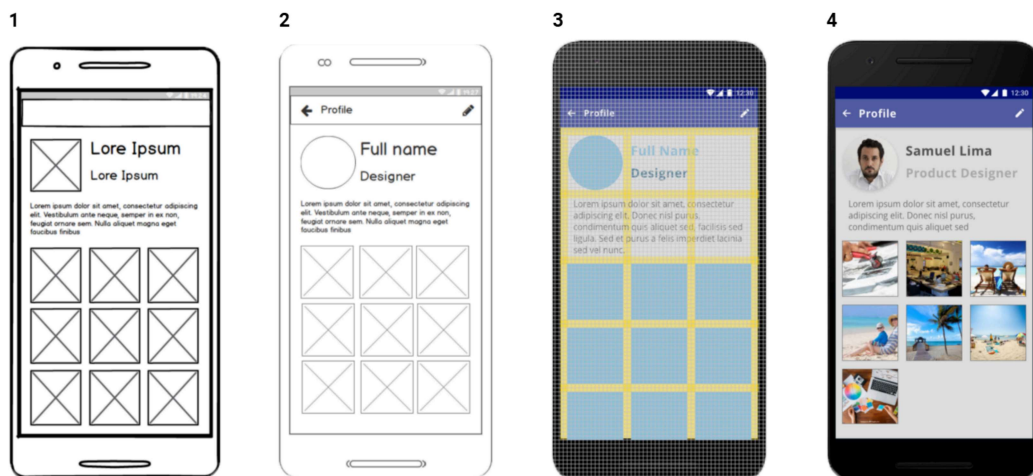 1
2
3
4
Lore Ipsum
Lore Ipsum
Lorem ipsum dolor sit amet, consectetur adipiscing
elit. Vestibulum ante neque, semper in ex non,
feugiat ornare sem. Nulla aliquet magna eget
faucibus finibus
Profile
Full name
Designer
Lorem ipsum dolor sit amet, consectetur adipiscing
elit. Vestibulum ante neque, semper in ex non,
feugiat ornare sem. Nulla aliquet magna eget
faucibus finibus
12:30
Profile
Full Name
Designer
Lorem ipsum dolor sit amet, consectetur
adipiscing elit. Donec nisl purus,
condimentum quis aliquet sed, facilisis sed
ligula. Sed et purus a felis imperdiet lacinia
sed vel nunc.
12:30
Profile
Samuel Lima
Product Designer
Lorem ipsum dolor sit amet, consectetur
adipiscing elit. Donec nisl purus,
condimentum quis aliquet sed